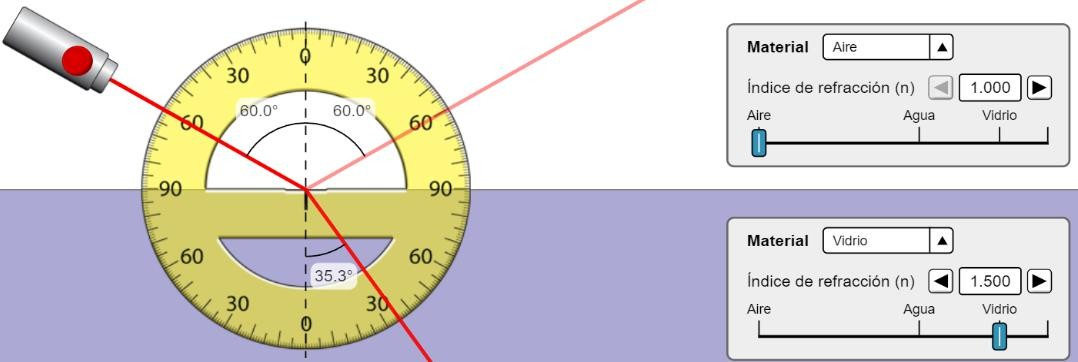 0
30
30
60.0°
60.0°
60
60
90
90
60
60
35.3°
30
30
0
Material Aire
Índice de refracción (n) 1.000
Aire Agua Vidrio
Material Vidrio
Índice de refracción (n) 1.500
Aire Agua Vidrio